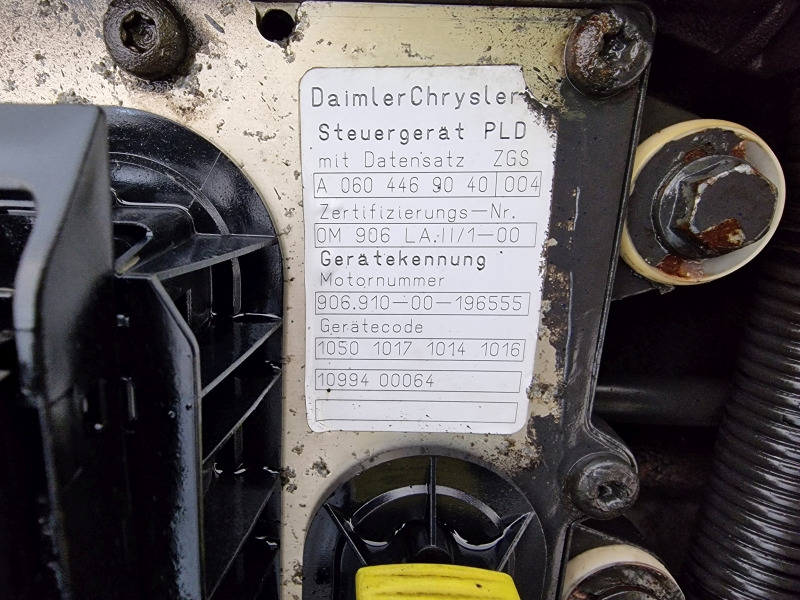 DaimlerChrysler
Steuergerät PLD
mit Datensatz ZGS
A 060 446 90 40 004
Zertifizierungs-Nr.
OM 906 LA.II/1-00
Gerätekennung
Motornummer
906.910-00-196555
Gerätecode
1050 1017 1014 1016
10994 00064